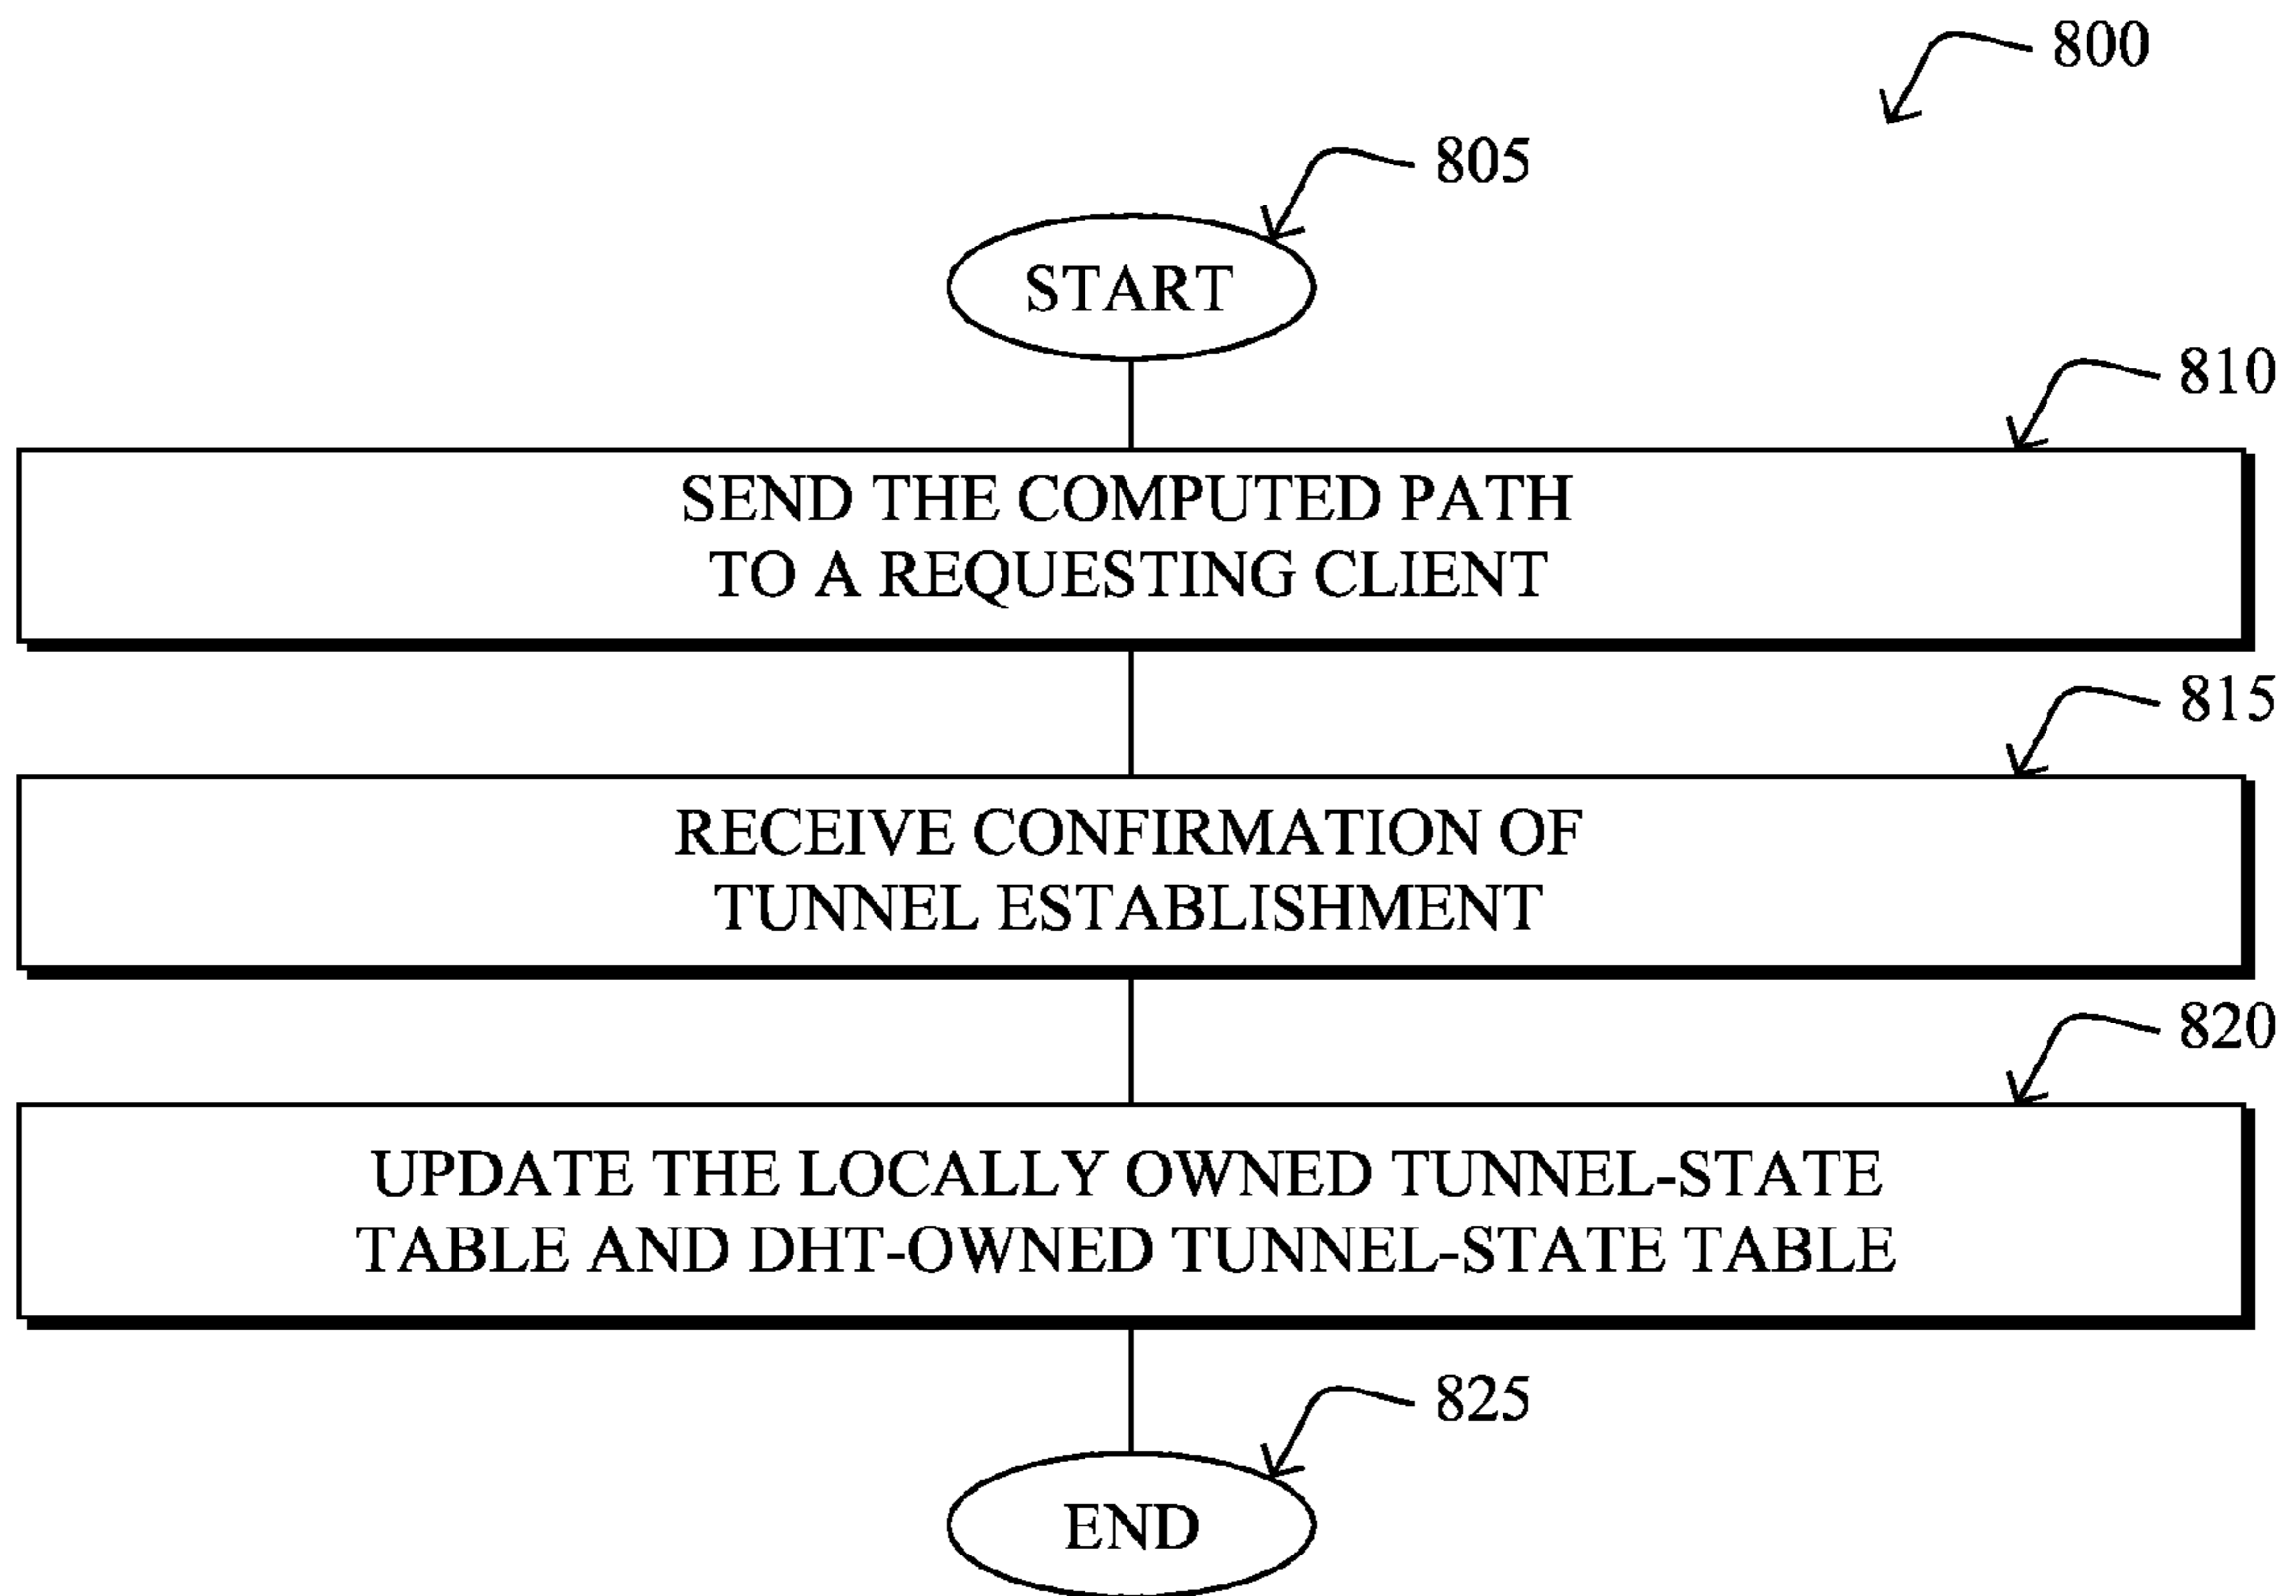 800
805
START
810
SEND THE COMPUTED PATH
TO A REQUESTING CLIENT
815
RECEIVE CONFIRMATION OF
TUNNEL ESTABLISHMENT
820
UPDATE THE LOCALLY OWNED TUNNEL-STATE
TABLE AND DHT-OWNED TUNNEL-STATE TABLE
825
END